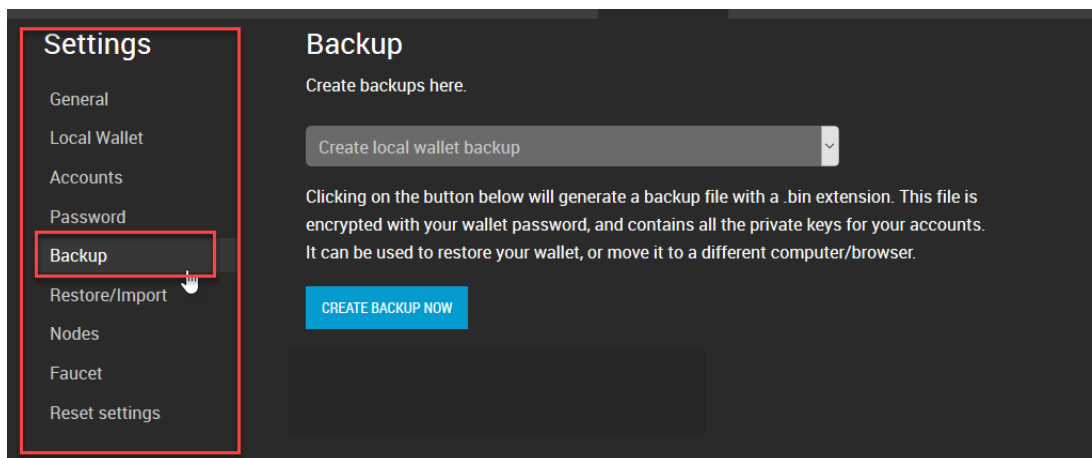 Settings
General
Local Wallet
Accounts
Password
Backup
Restore/Import
Nodes
Faucet
Reset settings
Backup
Create backups here.
Create local wallet backup
Clicking on the button below will generate a backup file with a .bin extension. This file is
encrypted with your wallet password, and contains all the private keys for your accounts.
It can be used to restore your wallet, or move it to a different computer/browser.
CREATE BACKUP NOW